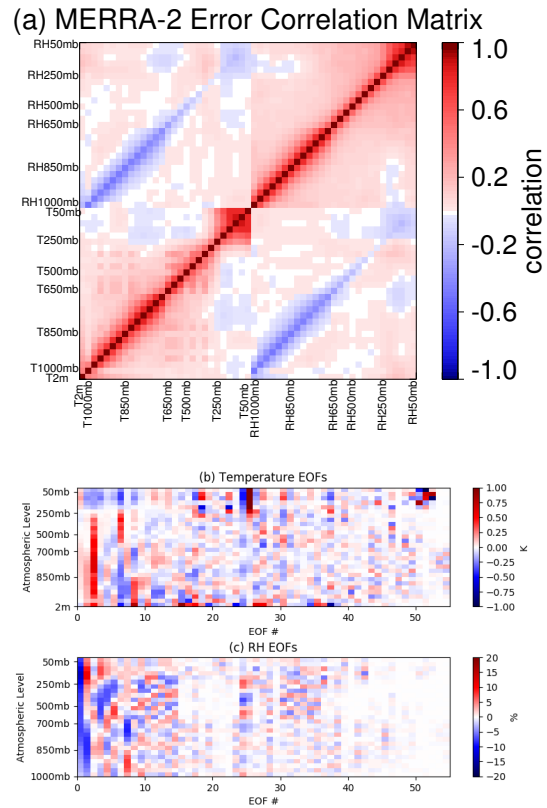 (a) MERRA-2 Error Correlation Matrix
RH50mb
RH250mb
RH500mb
RH650mb
RH850mb
RH1000mb
T50mb
T250mb
T500mb
T650mb
T850mb
T1000mb
T2m
T2m
T1000mb
T850mb
T650mb
T500mb
T250mb
T50mb
RH1000mb
RH850mb
RH650mb
RH500mb
RH250mb
RH50mb
1.0
0.6
0.2
-0.2
-0.6
-1.0
correlation
(b) Temperature EOFs
Atmospheric Level
50mb
250mb
500mb
700mb
850mb
2m
0 10 20 30 40 50
EOF #
1.00
0.75
0.50
0.25
0.00
−0.25
−0.50
−0.75
−1.00
K
(c) RH EOFs
Atmospheric Level
50mb
250mb
500mb
700mb
850mb
1000mb
0 10 20 30 40 50
EOF #
20
15
10
5
0
−5
−10
−15
−20
%